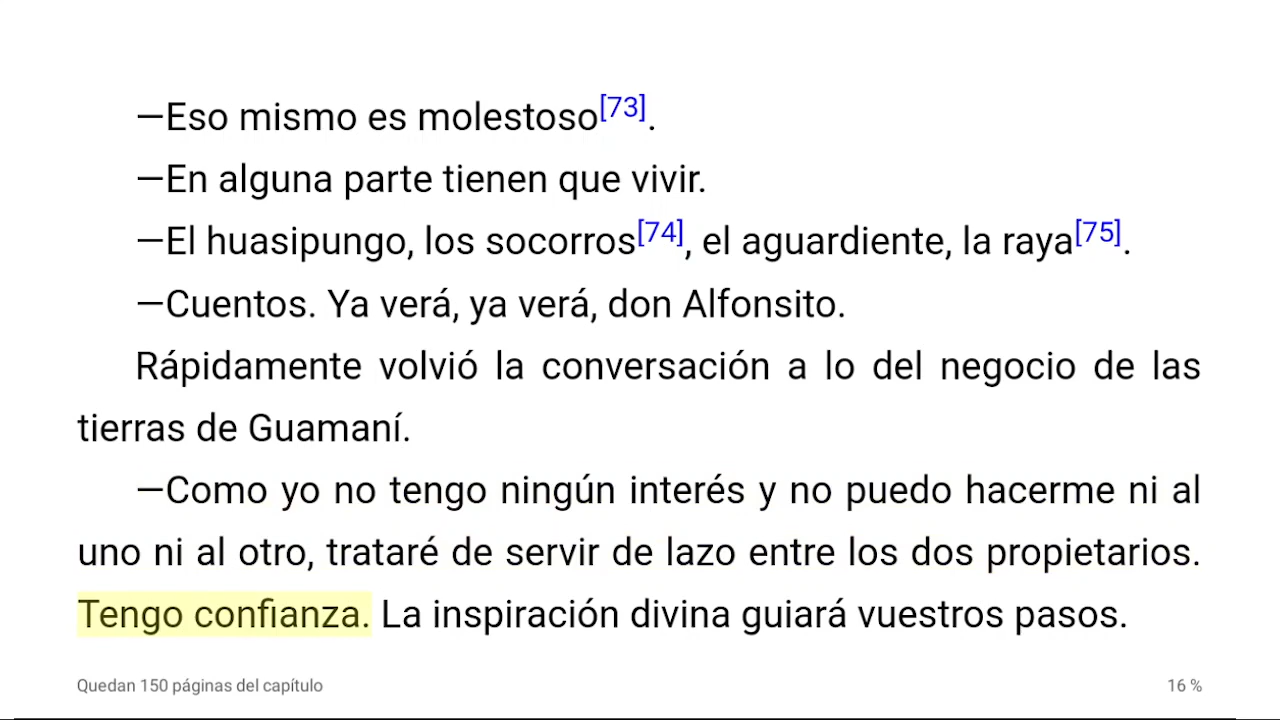 —Eso mismo es molestoso[73].
—En alguna parte tienen que vivir.
—El huasipungo, los socorros[74], el aguardiente, la raya[75].
—Cuentos. Ya verá, ya verá, don Alfonsito.
Rápidamente volvió la conversación a lo del negocio de las
tierras de Guamaní.
—Como yo no tengo ningún interés y no puedo hacerme ni al
uno ni al otro, trataré de servir de lazo entre los dos propietarios.
Tengo confianza. La inspiración divina guiará vuestros pasos.
Quedan 150 páginas del capítulo
16 %